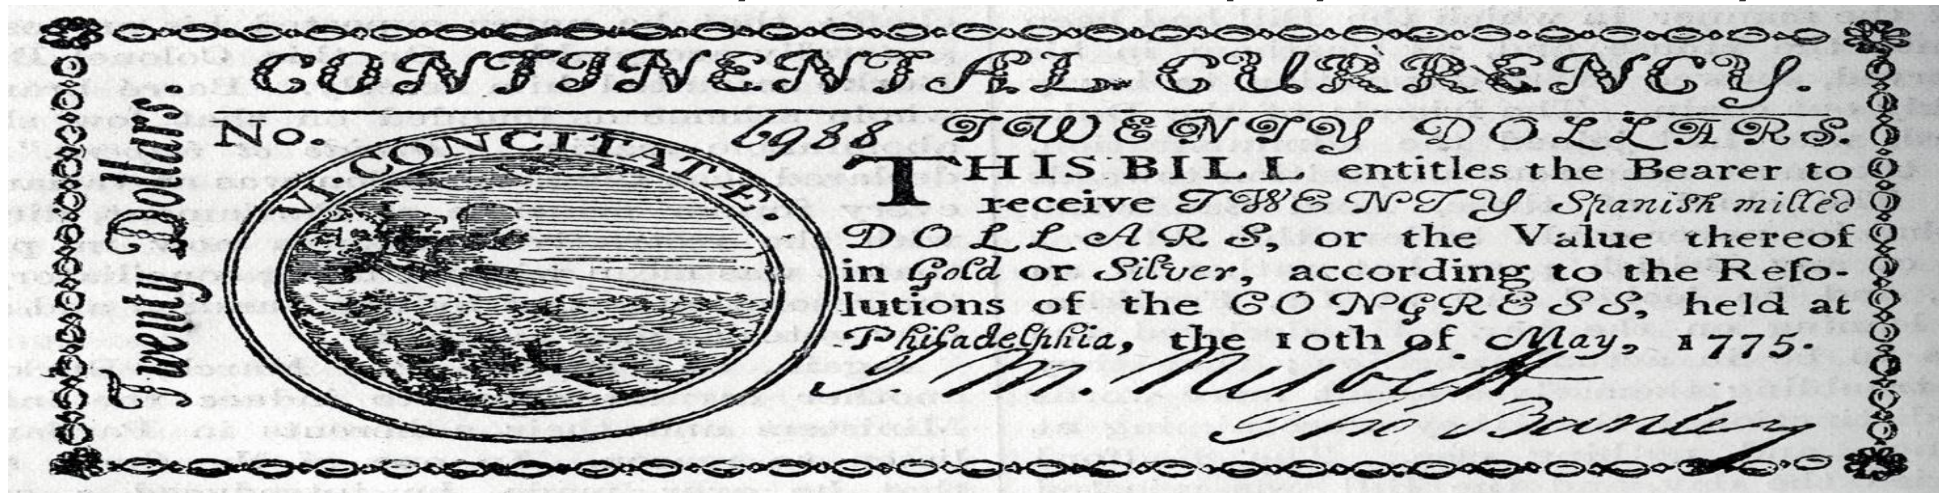 CONTINENTAL CURRENCY.
Twenty Dollars.
No. 6988 TWENTY DOLLARS.
VI CONCITATÆ.
THIS BILL entitles the Bearer to
receive TWENTY Spanish milled
DOLLARS, or the Value thereof
in Gold or Silver, according to the Reso-
lutions of the CONGRESS, held at
Philadelphia, the 10th of May, 1775.
J. M. Nesbitt
Tho Barclay